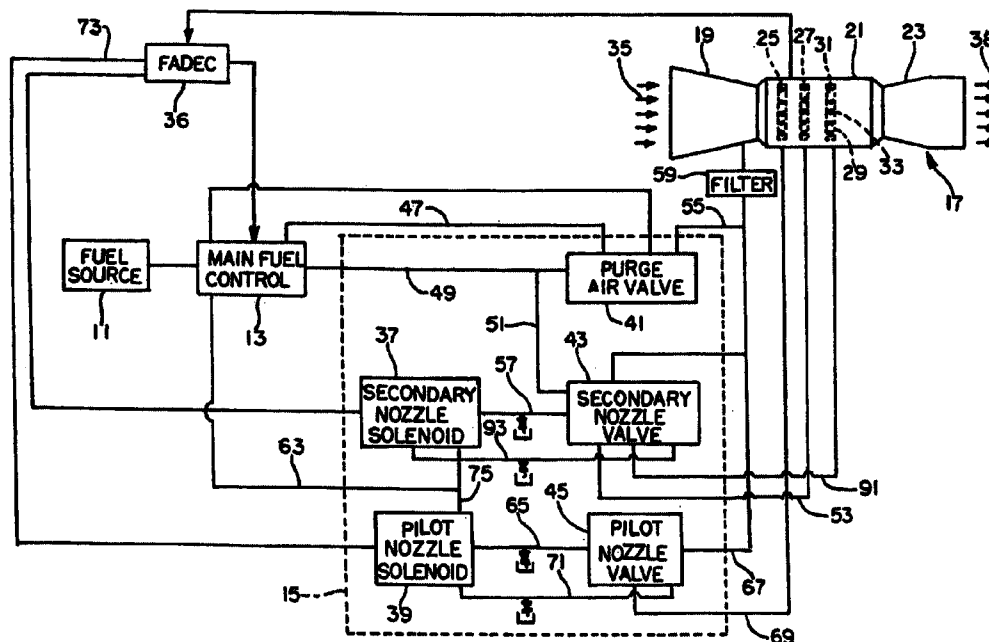 73
FADEC
36
35
19
25
27
31
21
23
38
33
29
17
59
FILTER
55
47
FUEL
SOURCE
11
MAIN FUEL
CONTROL
13
49
PURGE
AIR VALVE
41
51
37
SECONDARY
NOZZLE
SOLENOID
57
43
SECONDARY
NOZZLE
VALVE
93
63
75
91
53
PILOT
NOZZLE
SOLENOID
39
65
45
PILOT
NOZZLE
VALVE
71
67
69
15